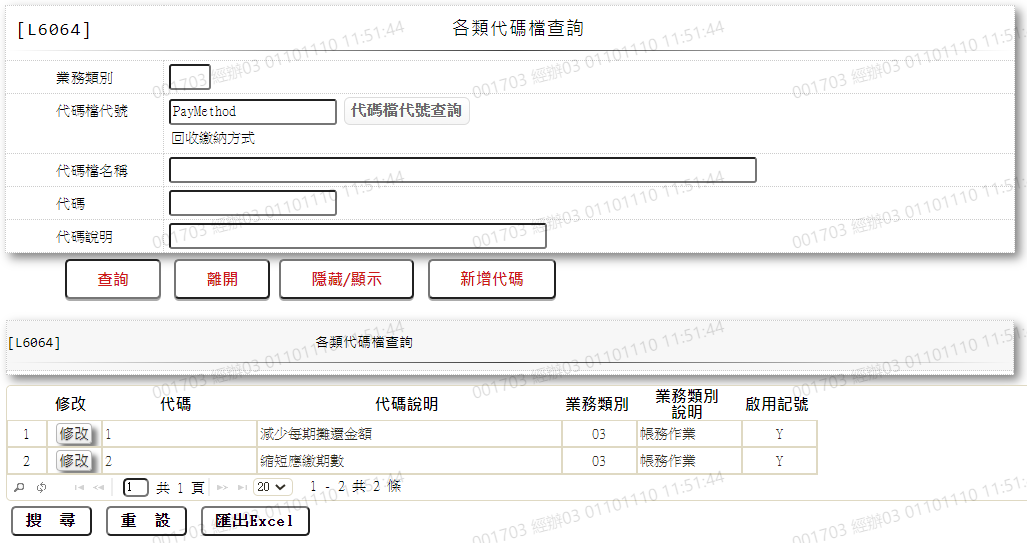 [L6064] 各類代碼檔查詢
業務類別
代碼檔代號 PayMethod 代碼檔代號查詢
回收繳納方式
代碼檔名稱
代碼
代碼說明
查詢 離開 隱藏/顯示 新增代碼
[L6064] 各類代碼檔查詢
修改 代碼 代碼說明 業務類別 業務類別說明 啟用記號
1 修改 1 減少每期攤還金額 03 帳務作業 Y
2 修改 2 縮短應繳期數 03 帳務作業 Y
1 共 1 頁 20 1 - 2 共 2 條
搜 尋 重 設 匯出Excel
001703 經辦03 01101110 11:51:44